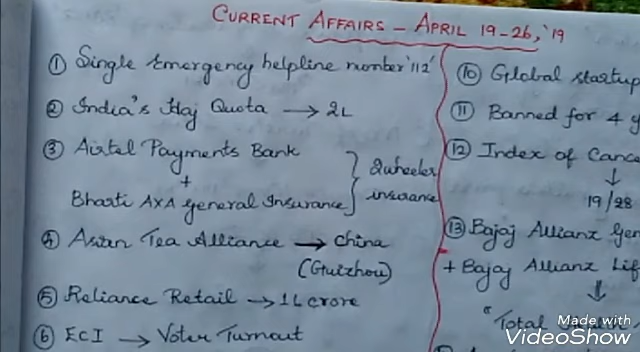 CURRENT AFFAIRS - APRIL 19-26,'19
① Single Emergency helpline number '112'
② India's Haj Quota → 2L
③ Airtel Payments Bank
+
Bharti AXA general Insurance
} 2wheeler
insurance
④ Asian Tea Alliance → China
(Guizhou)
⑤ Reliance Retail → 1L crore
⑥ ECI → Voter Turnout
⑩ Global startup
⑪ Banned for 4 y
⑫ Index of Cance
↓
19/28
⑬ Bajaj Allianz Gen
+ Bajaj Allianz Lif
↓
"Total
Made with
VideoShow